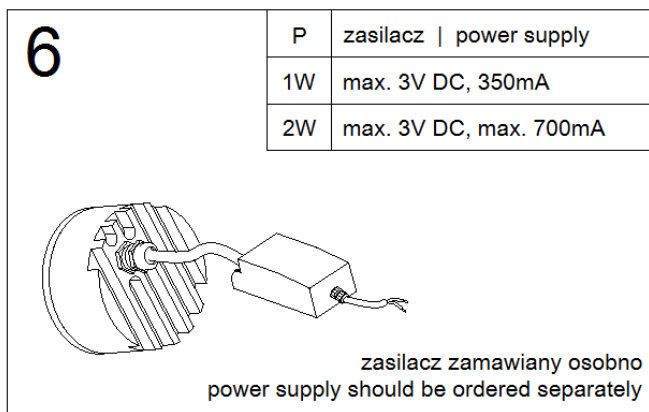 6
P zasilacz | power supply
1W max. 3V DC, 350mA
2W max. 3V DC, max. 700mA
zasilacz zamawiany osobno
power supply should be ordered separately